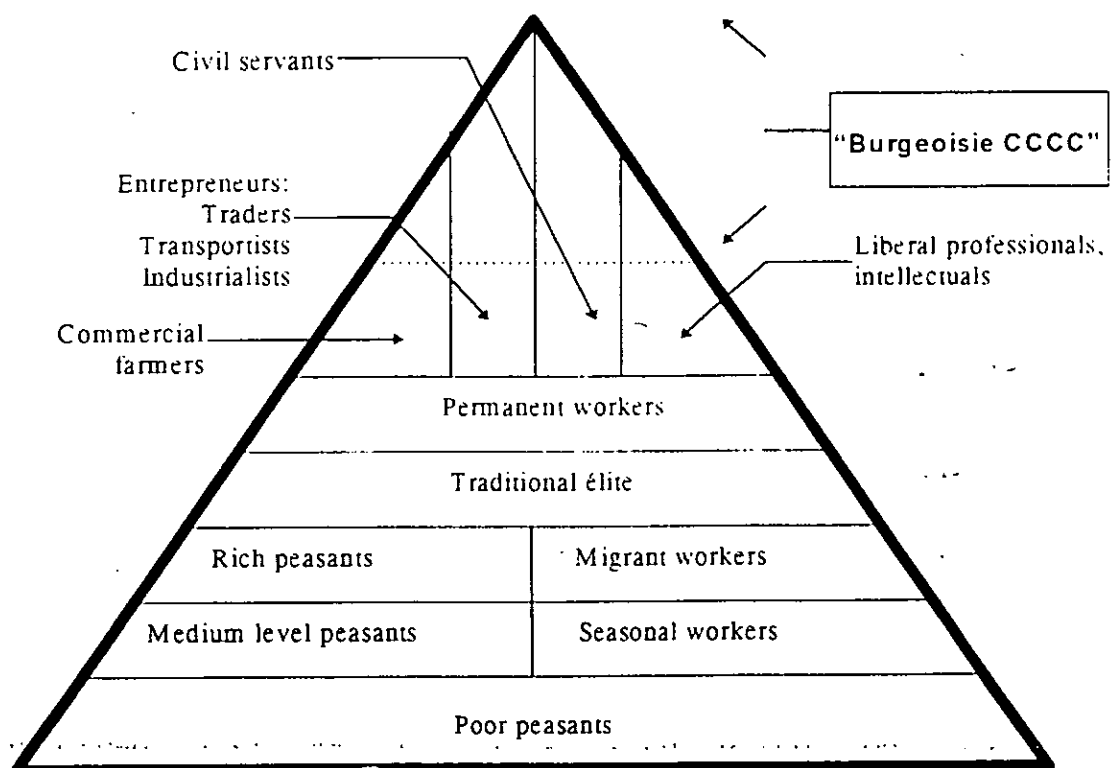 Civil servants
"Burgeoisie CCCC"
Entrepreneurs:
Traders
Transportists
Industrialists
Liberal professionals,
intellectuals
Commercial
farmers
Permanent workers
Traditional élite
Rich peasants
Migrant workers
Medium level peasants
Seasonal workers
Poor peasants